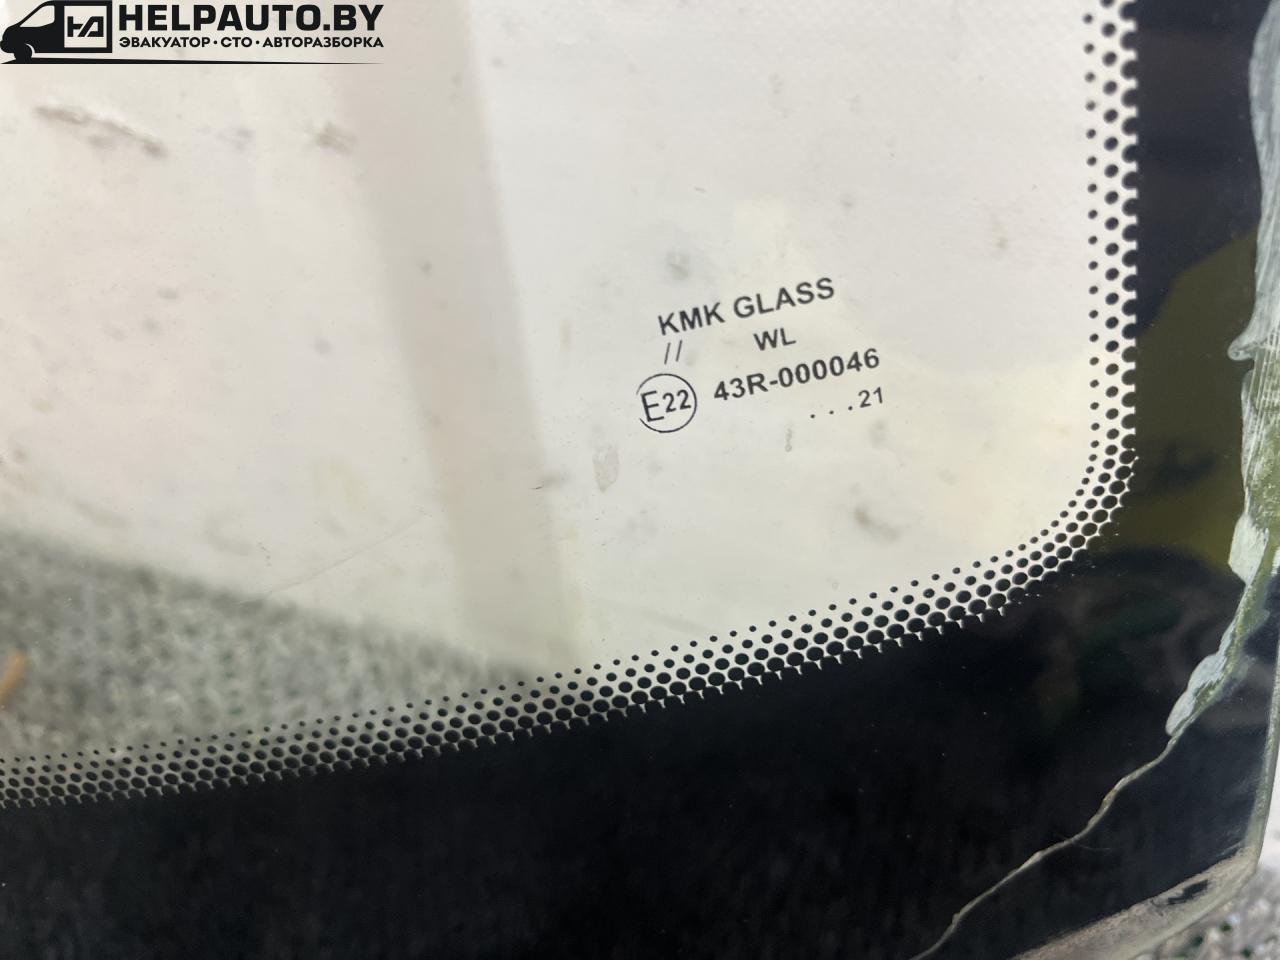 HELPAUTO.BY
ЭВАКУАТОР·СТО·АВТОРАЗБОРКА
KMK GLASS
// WL
E22 43R-000046
...21